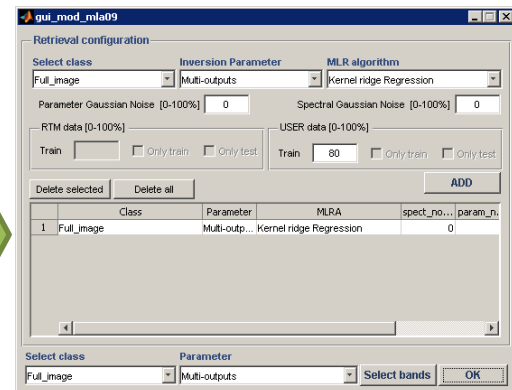 gui_mod_mla09
Retrieval configuration
Select class Inversion Parameter MLR algorithm
Full_image Multi-outputs Kernel ridge Regression
Parameter Gaussian Noise [0-100%] 0 Spectral Gaussian Noise [0-100%] 0
RTM data [0-100%] USER data [0-100%]
Train Only train Only test Train 80 Only train Only test
Delete selected Delete all ADD
Class Parameter MLRA spect_no... param_n.
1 Full_image Multi-outp... Kernel ridge Regression 0
Select class Parameter
Full_image Multi-outputs Select bands OK